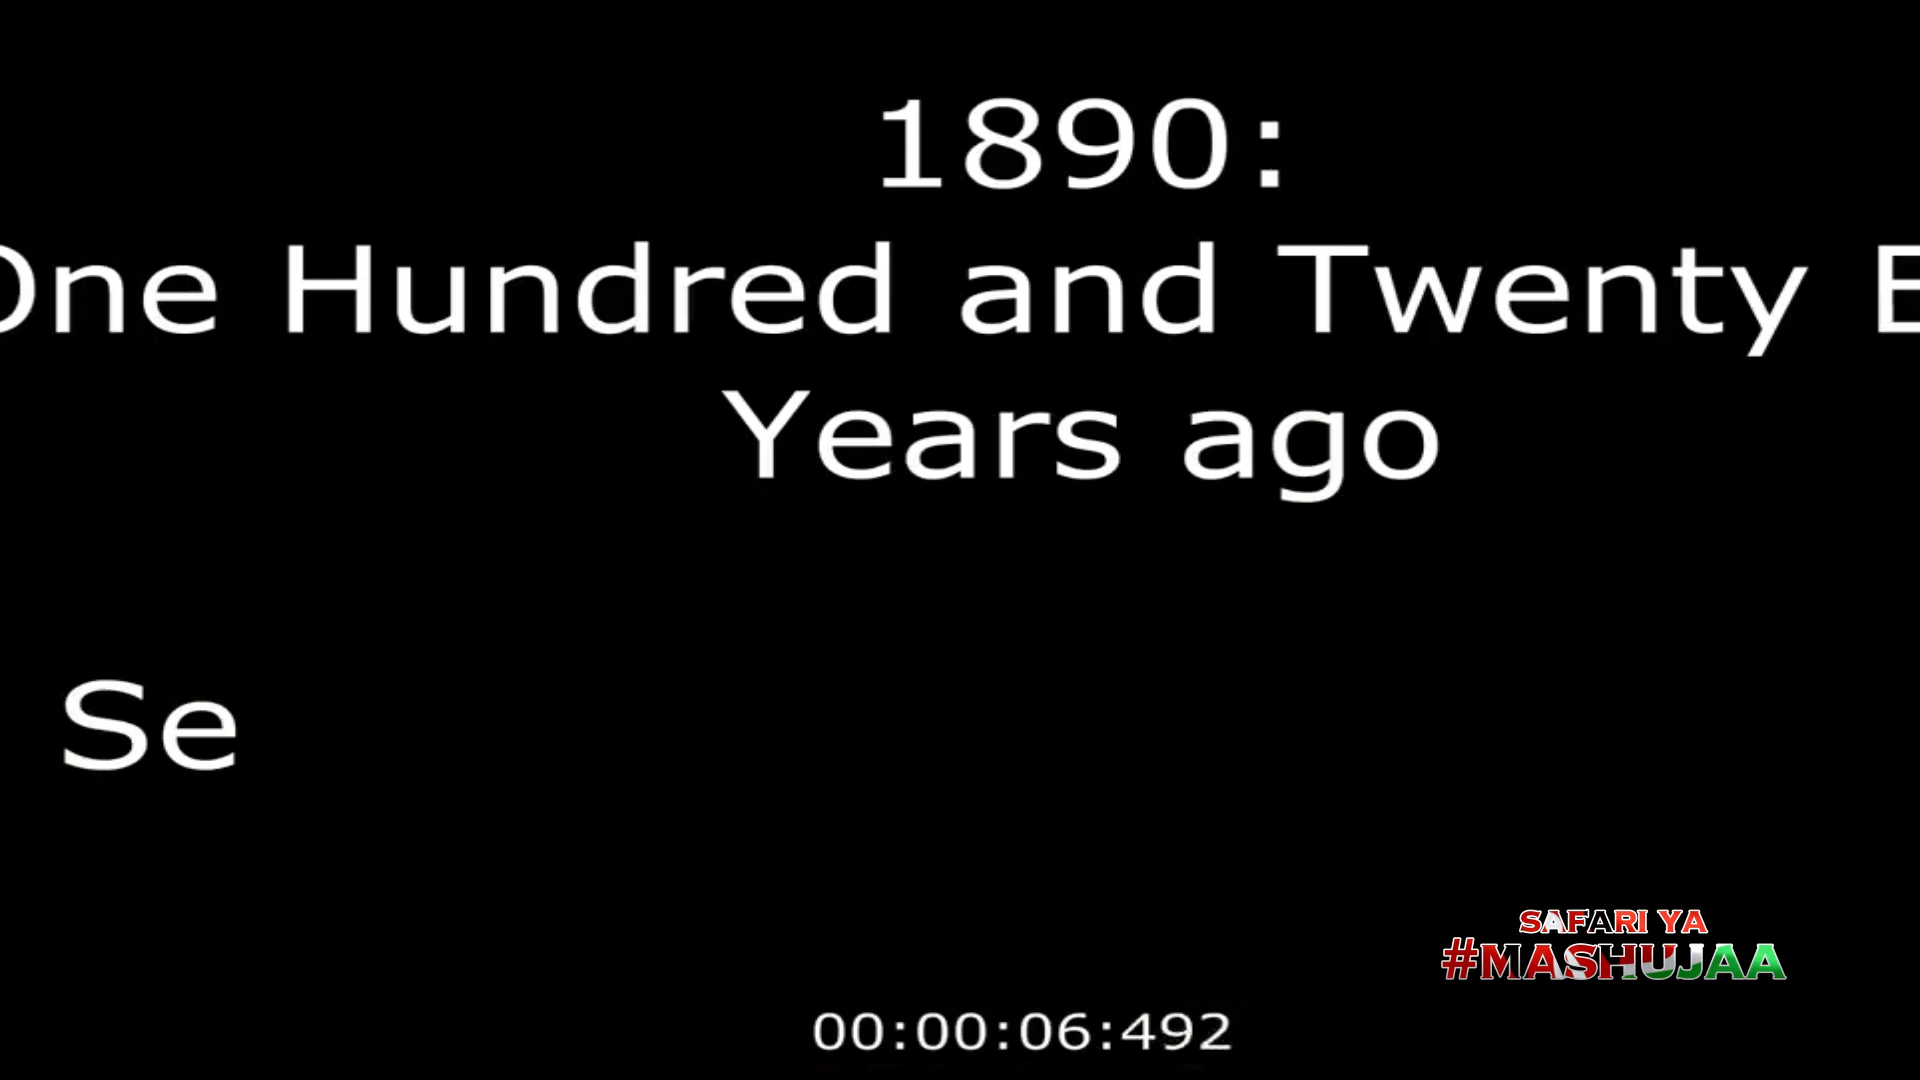 1890:
One Hundred and Twenty E
Years ago
Se
SAFARI YA
#MASHUJAA
00:00:06:492